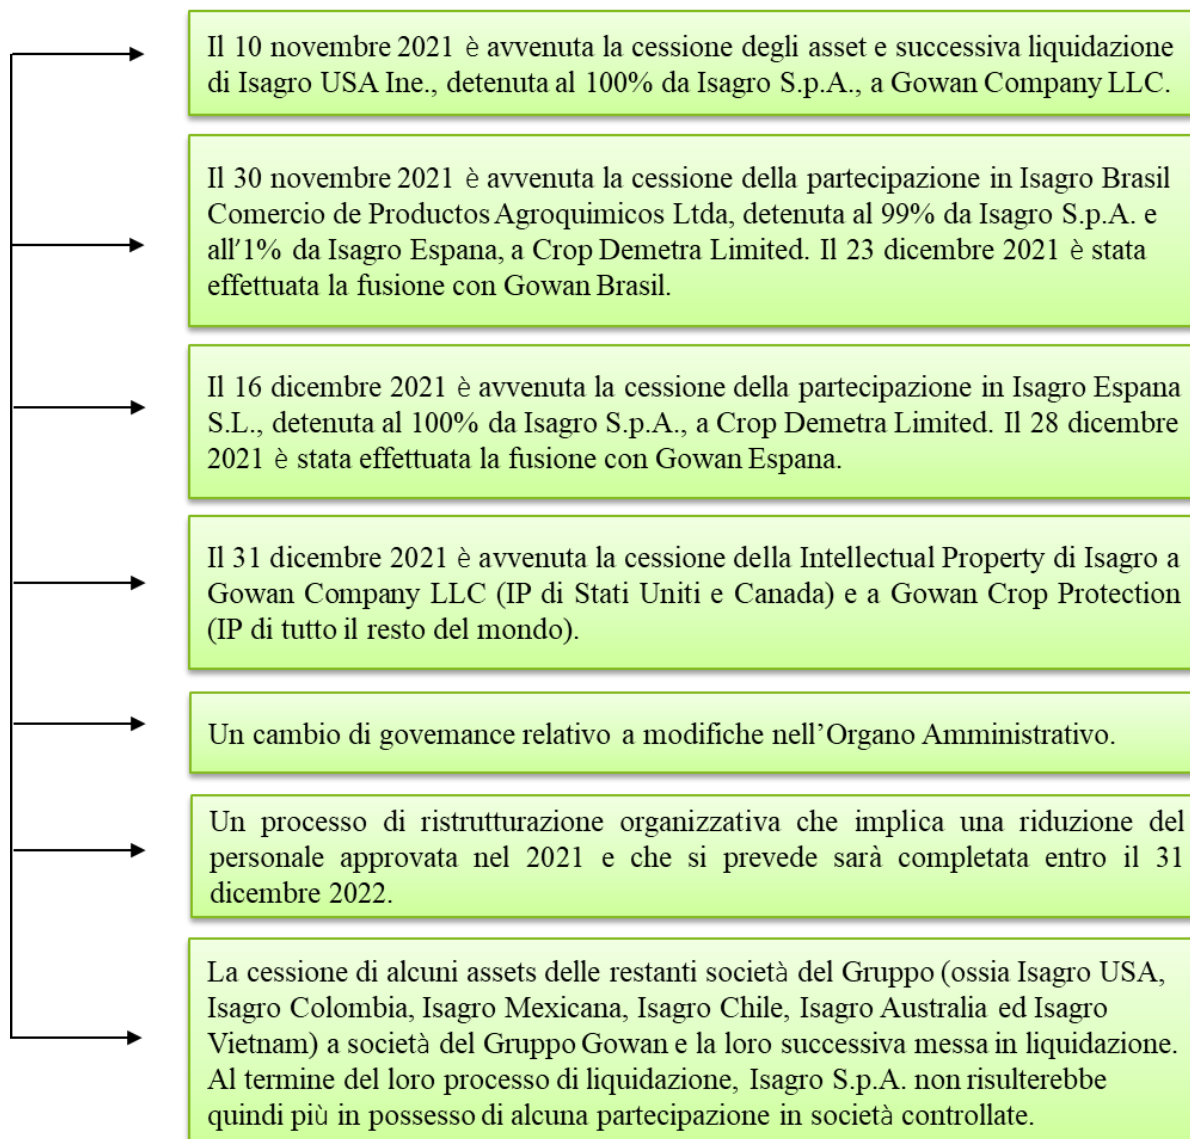 Il 10 novembre 2021 è avvenuta la cessione degli asset e successiva liquidazione
di Isagro USA Ine., detenuta al 100% da Isagro S.p.A., a Gowan Company LLC.
Il 30 novembre 2021 è avvenuta la cessione della partecipazione in Isagro Brasil
Comercio de Productos Agroquimicos Ltda, detenuta al 99% da Isagro S.p.A. e
all'1% da Isagro Espana, a Crop Demetra Limited. Il 23 dicembre 2021 è stata
effettuata la fusione con Gowan Brasil.
Il 16 dicembre 2021 è avvenuta la cessione della partecipazione in Isagro Espana
S.L., detenuta al 100% da Isagro S.p.A., a Crop Demetra Limited. Il 28 dicembre
2021 è stata effettuata la fusione con Gowan Espana.
Il 31 dicembre 2021 è avvenuta la cessione della Intellectual Property di Isagro a
Gowan Company LLC (IP di Stati Uniti e Canada) e a Gowan Crop Protection
(IP di tutto il resto del mondo).
Un cambio di govemance relativo a modifiche nell’Organo Amministrativo.
Un processo di ristrutturazione organizzativa che implica una riduzione del
personale approvata nel 2021 e che si prevede sarà completata entro il 31
dicembre 2022.
La cessione di alcuni assets delle restanti società del Gruppo (ossia Isagro USA,
Isagro Colombia, Isagro Mexicana, Isagro Chile, Isagro Australia ed Isagro
Vietnam) a società del Gruppo Gowan e la loro successiva messa in liquidazione.
Al termine del loro processo di liquidazione, Isagro S.p.A. non risulterebbe
quindi più in possesso di alcuna partecipazione in società controllate.